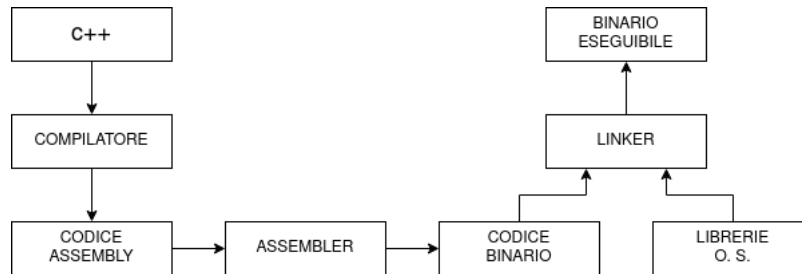 C++
BINARIO
ESEGUIBILE
COMPILATORE
LINKER
CODICE
ASSEMBLY
ASSEMBLER
CODICE
BINARIO
LIBRERIE
O. S.